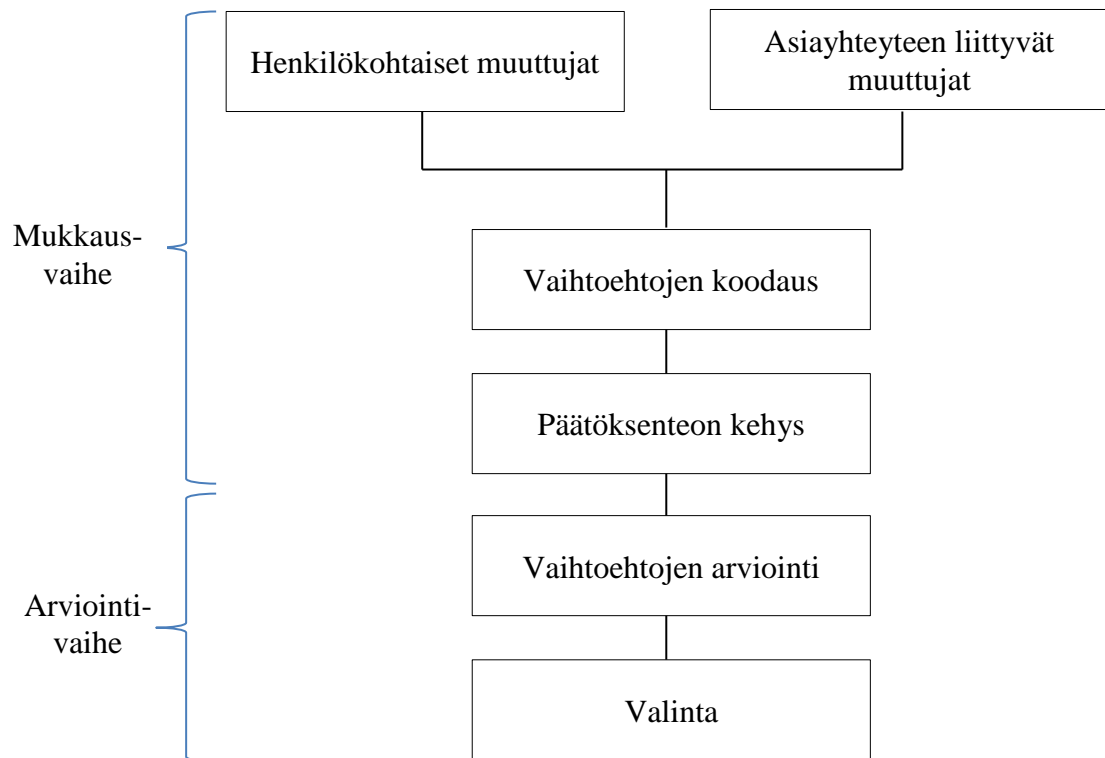 Henkilökohtaiset muuttujat
Asiayhteyteen liittyvät
muuttujat
Mukkaus-
vaihe
Vaihtoehtojen koodaus
Päätöksenteon kehys
Vaihtoehtojen arviointi
Arviointi-
vaihe
Valinta